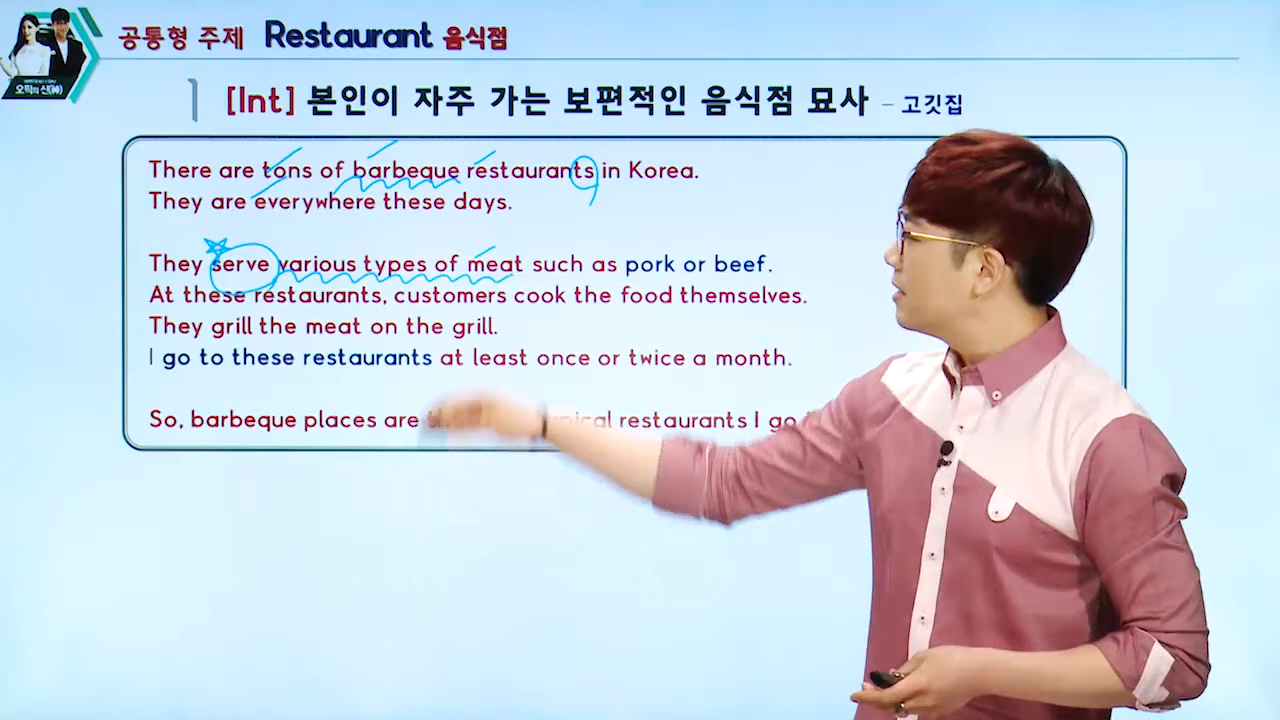 공통형 주제 Restaurant 음식점
오픽의 신(神)
1 [Int] 본인이 자주 가는 보편적인 음식점 묘사 - 고깃집
There are tons of barbeque restaurants in Korea.
They are everywhere these days.
They serve various types of meat such as pork or beef.
At these restaurants, customers cook the food themselves.
They grill the meat on the grill.
I go to these restaurants at least once or twice a month.
So, barbeque places are restaurants I go